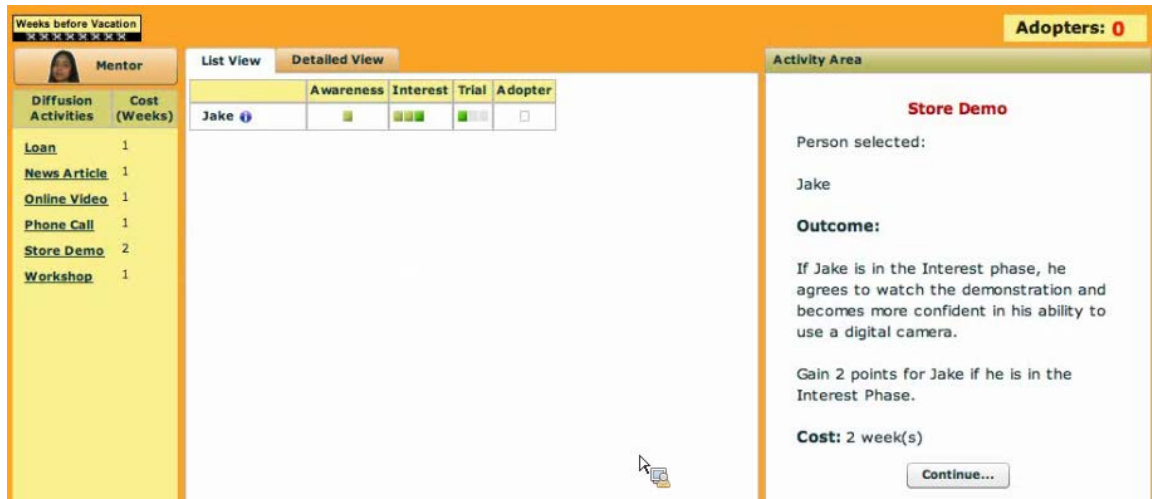 Weeks before Vacation
Adopters: 0
Mentor
Diffusion Activities
Cost (Weeks)
Loan 1
News Article 1
Online Video 1
Phone Call 1
Store Demo 2
Workshop 1
List View
Detailed View
Awareness Interest Trial Adopter
Jake
Activity Area
Store Demo
Person selected:
Jake
Outcome:
If Jake is in the Interest phase, he
agrees to watch the demonstration and
becomes more confident in his ability to
use a digital camera.
Gain 2 points for Jake if he is in the
Interest Phase.
Cost: 2 week(s)
Continue...